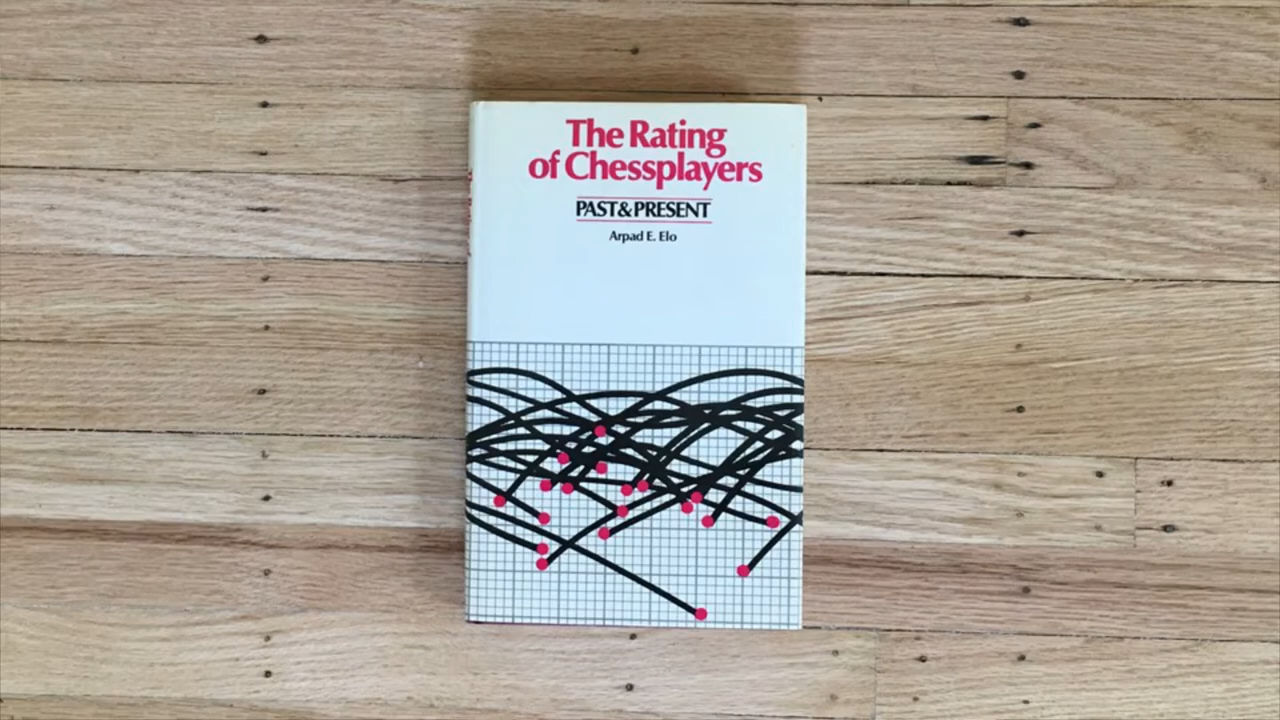 The Rating
of Chessplayers
PAST&PRESENT
Arpad E. Elo